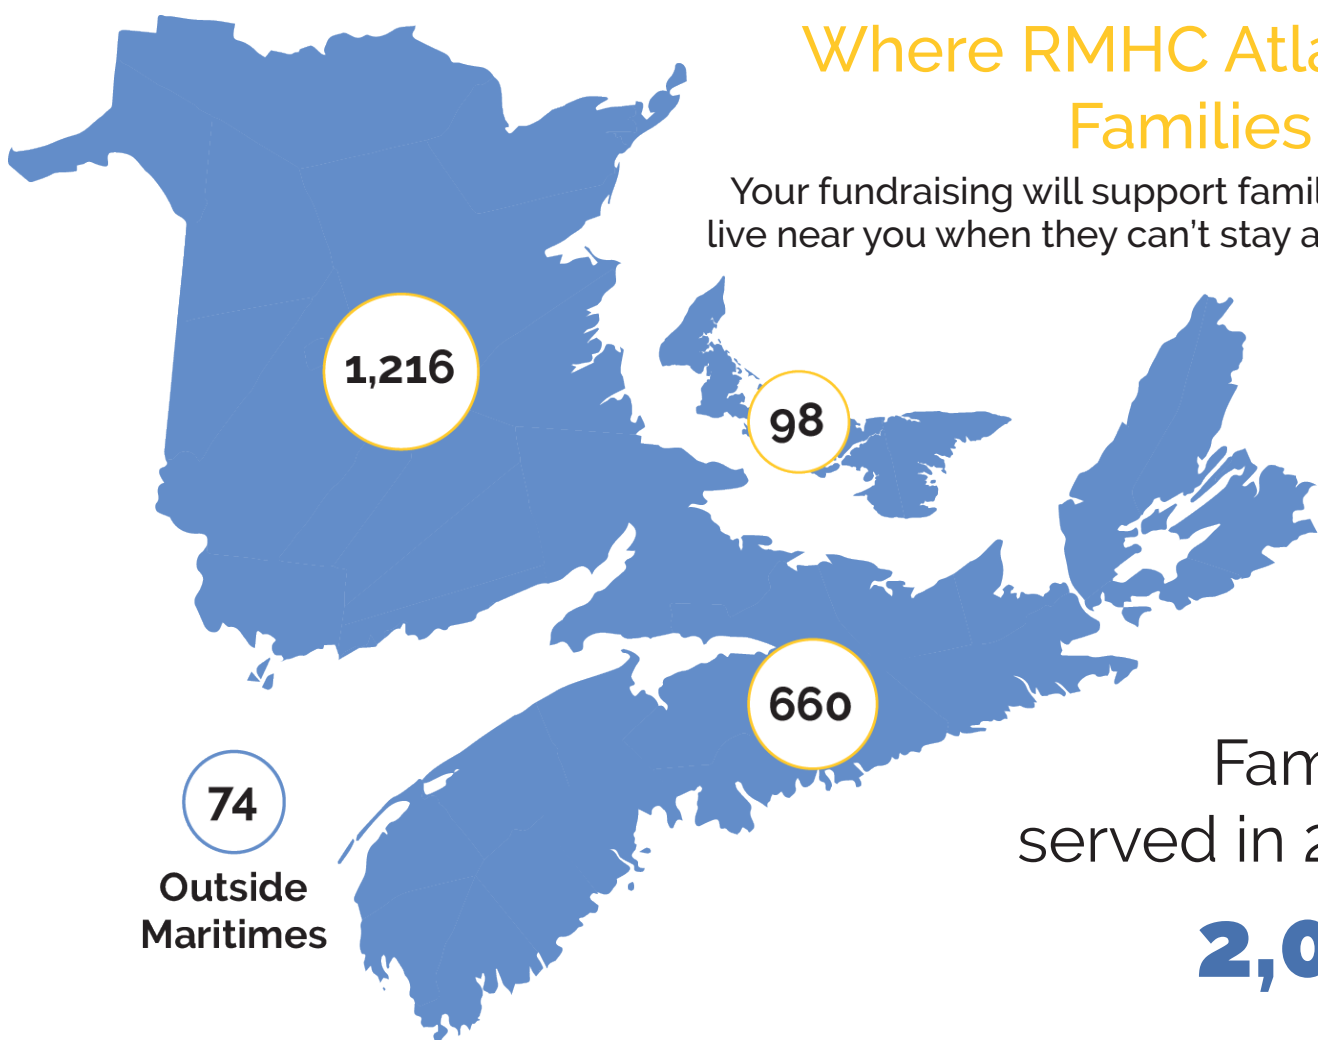 Where RMHC Atla
Families
Your fundraising will support famil
live near you when they can't stay a
1,216
98
660
74
Outside
Maritimes
Fam
served in 2
2,0